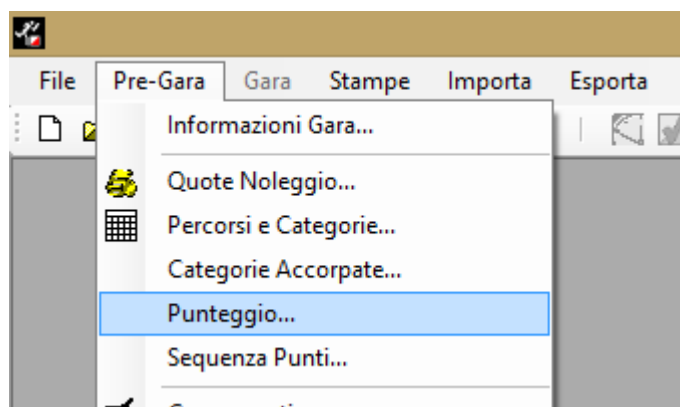 File Pre-Gara Gara Stampe Importa Esporta
Informazioni Gara...
Quote Noleggio...
Percorsi e Categorie...
Categorie Accorpate...
Punteggio...
Sequenza Punti...